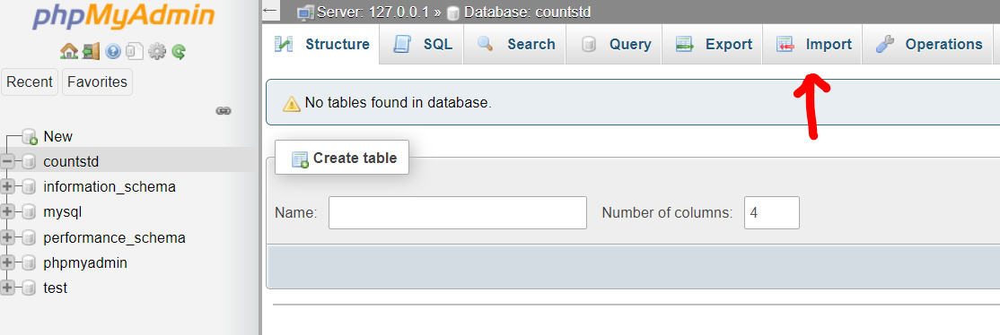 phpMyAdmin
Recent Favorites
New
countstd
information_schema
mysql
performance_schema
phpmyadmin
test
Server: 127.0.0.1 » Database: countstd
Structure SQL Search Query Export Import Operations
No tables found in database.
Create table
Name: Number of columns: 4